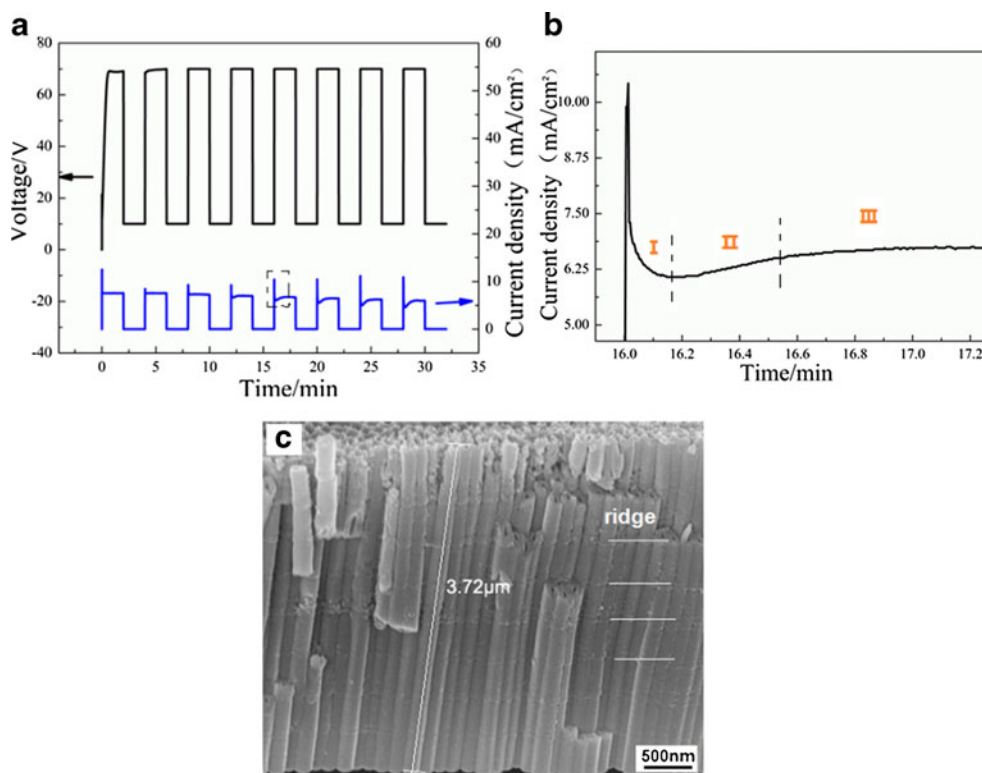 a
Voltage/V
80
60
40
20
0
-20
-40
0
5
10
15
20
25
30
35
Time/min
60
50
40
30
20
10
0
Current density（mA/cm²）
b
Current density（mA/cm²）
10.00
8.75
7.50
6.25
5.00
I
II
III
16.0
16.2
16.4
16.6
16.8
17.0
17.2
Time/min
c
ridge
3.72μm
500nm